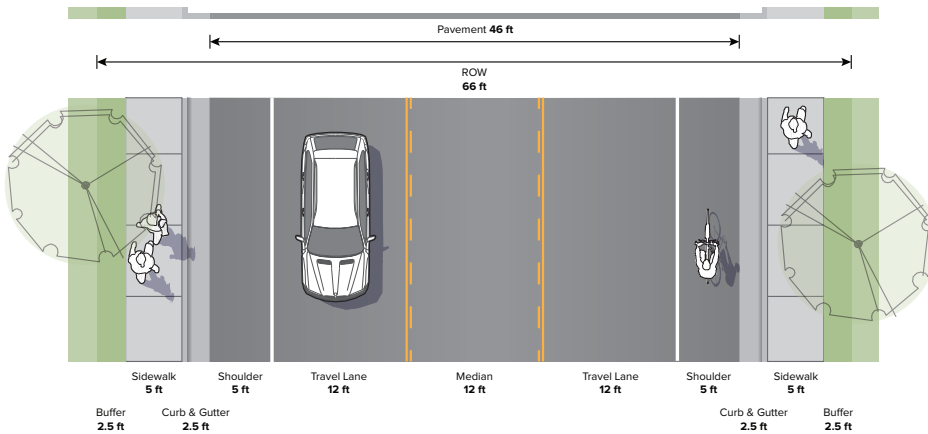 Pavement 46 ft
ROW
66 ft
Sidewalk
5 ft
Shoulder
5 ft
Travel Lane
12 ft
Median
12 ft
Travel Lane
12 ft
Shoulder
5 ft
Sidewalk
5 ft
Buffer
2.5 ft
Curb & Gutter
2.5 ft
Curb & Gutter
2.5 ft
Buffer
2.5 ft